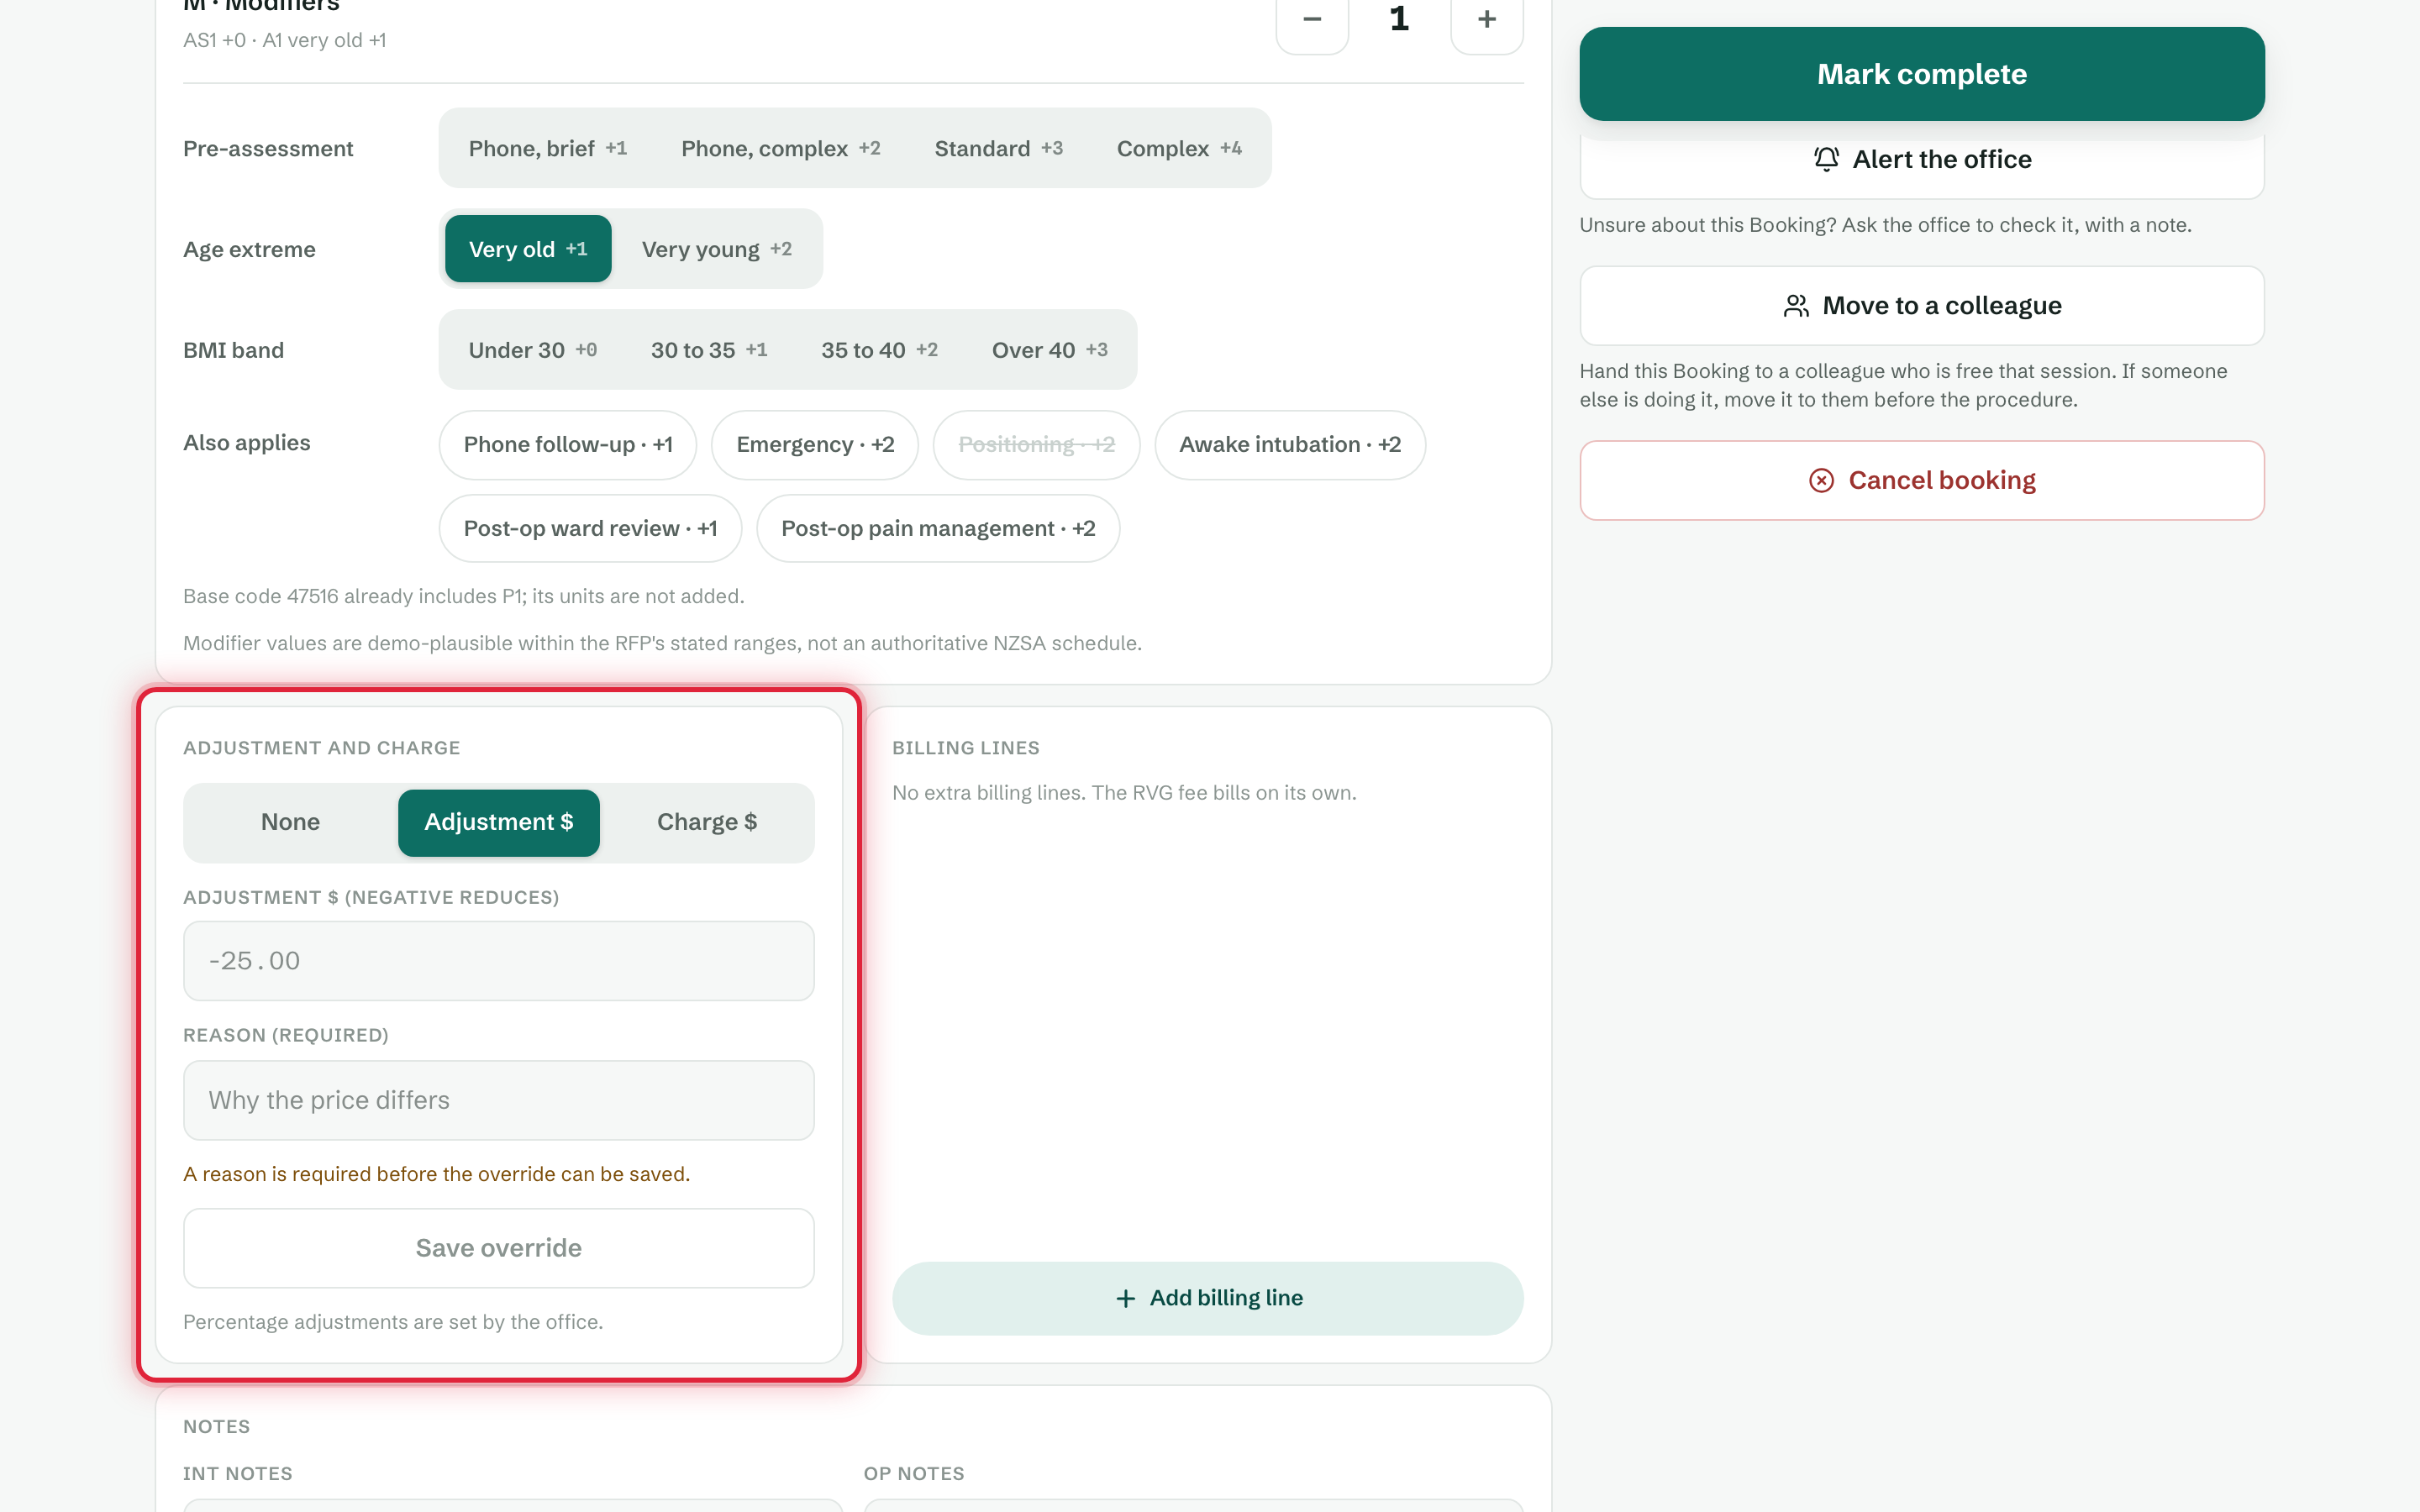 M · Modifiers
AS1 +0 · A1 very old +1
− 1 +
Pre-assessment
Phone, brief +1 Phone, complex +2 Standard +3 Complex +4
Age extreme
Very old +1 Very young +2
BMI band
Under 30 +0 30 to 35 +1 35 to 40 +2 Over 40 +3
Also applies
Phone follow-up · +1 Emergency · +2 Positioning · +2 Awake intubation · +2
Post-op ward review · +1 Post-op pain management · +2
Base code 47516 already includes P1; its units are not added.
Modifier values are demo-plausible within the RFP's stated ranges, not an authoritative NZSA schedule.
ADJUSTMENT AND CHARGE
None Adjustment $ Charge $
ADJUSTMENT $ (NEGATIVE REDUCES)
-25.00
REASON (REQUIRED)
Why the price differs
A reason is required before the override can be saved.
Save override
Percentage adjustments are set by the office.
BILLING LINES
No extra billing lines. The RVG fee bills on its own.
+ Add billing line
NOTES
INT NOTES
OP NOTES
Mark complete
Alert the office
Unsure about this Booking? Ask the office to check it, with a note.
Move to a colleague
Hand this Booking to a colleague who is free that session. If someone
else is doing it, move it to them before the procedure.
Cancel booking